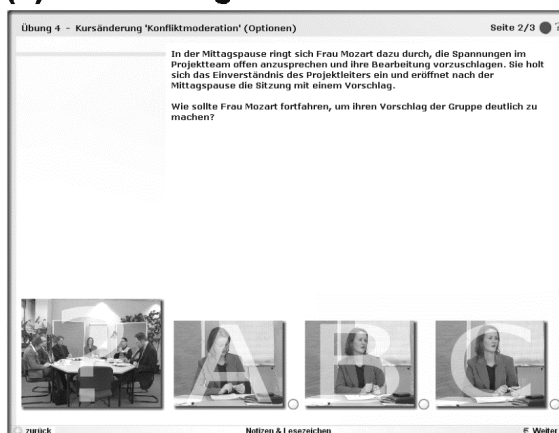 Übung 4 - Kursänderung 'Konfliktmoderation' (Optionen)
Seite 2/3
In der Mittagspause ringt sich Frau Mozart dazu durch, die Spannungen im
Projektteam offen anzusprechen und ihre Bearbeitung vorzuschlagen. Sie holt
sich das Einverständnis des Projektleiters ein und eröffnet nach der
Mittagspause die Sitzung mit einem Vorschlag.
Wie sollte Frau Mozart fortfahren, um ihren Vorschlag der Gruppe deutlich zu
machen?
?
A
B
C
zurück
Notizen & Lesezeichen
Weiter